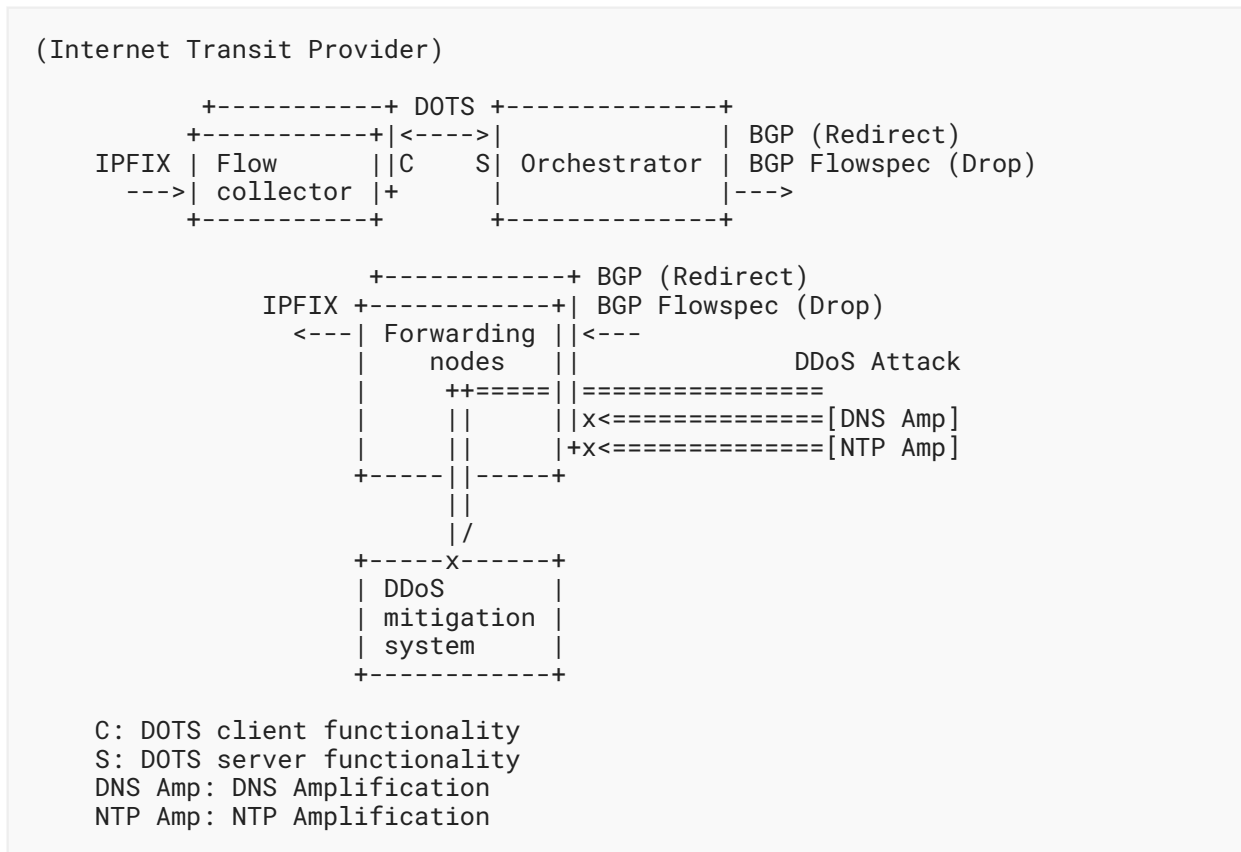 (Internet Transit Provider)

           +-----------+ DOTS +--------------+
          +-----------+|<---->|              | BGP (Redirect)
    IPFIX | Flow      ||C    S| Orchestrator | BGP Flowspec (Drop)
      --->| collector |+      |              |--->
          +-----------+       +--------------+

                      +------------+ BGP (Redirect)
               IPFIX +------------+| BGP Flowspec (Drop)
                 <---| Forwarding ||<---
                     |    nodes   ||              DDoS Attack
                     |     ++=====||================
                     |     ||     ||x<==============[DNS Amp]
                     |     ||     |+x<==============[NTP Amp]
                     +-----||-----+
                           ||
                           |/
                     +-----x------+
                     | DDoS       |
                     | mitigation |
                     | system     |
                     +------------+

    C: DOTS client functionality
    S: DOTS server functionality
    DNS Amp: DNS Amplification
    NTP Amp: NTP Amplification